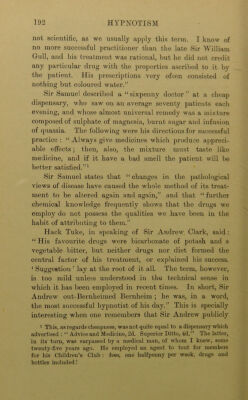 192 HYPNOTISM
not scientific, as we usually apply this term. I know of
no more successful practitioner than the late Sir William
Gull, and his treatment was rational, but he did not credit
any particular drug with the properties ascribed to it by
the patient. His prescriptions very often consisted of
nothing but coloured water."
Sir Samuel described a "sixpenny doctor" at a cheap
dispensary, who saw on an average seventy patients each
evening, and whose almost universal remedy was a mixture
composed of sulphate of magnesia, burnt sugar and infusion
of quassia. The following were his directions for successful
practice: "Always give medicines which produce appreci-
able effects; then, also, the mixture must taste like
medicine, and if it have a bad smell the patient will be
better satisfied."¹
Sir Samuel states that "changes in the pathological
views of disease have caused the whole method of its treat-
ment to be altered again and again," and that "further
chemical knowledge frequently shows that the drugs we
employ do not possess the qualities we have been in the
habit of attributing to them."
Hack Tuke, in speaking of Sir Andrew Clark, said:
"His favourite drugs were bicarbonate of potash and a
vegetable bitter, but neither drugs nor diet formed the
central factor of his treatment, or explained his success.
'Suggestion' lay at the root of it all. The term, however,
is too mild unless understood in the technical sense in
which it has been employed in recent times. In short, Sir
Andrew out-Bernheimed Bernheim; he was, in a word,
the most successful hypnotist of his day." This is specially
interesting when one remembers that Sir Andrew publicly
¹ This, as regards cheapness, was not quite equal to a dispensary which
advertised: "Advice and Medicine, 2d. Superior Ditto, 4d." The latter,
in its turn, was surpassed by a medical man, of whom I knew, some
twenty-five years ago. He employed an agent to tout for members
for his Children's Club: fees, one halfpenny per week, drugs and
bottles included!